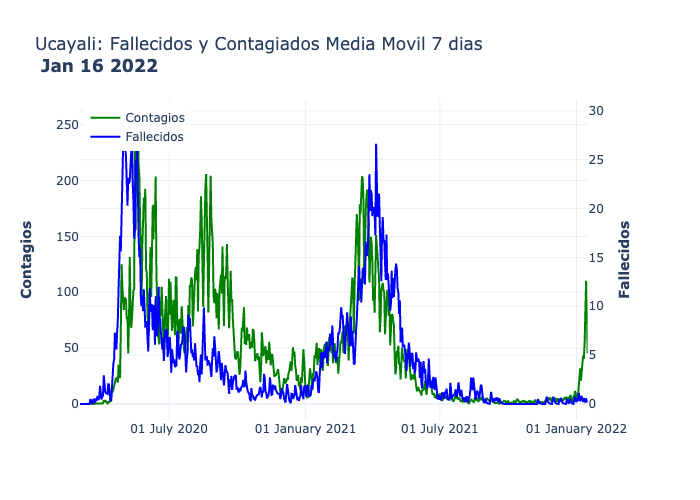 Ucayali: Fallecidos y Contagiados Media Movil 7 dias
Jan 16 2022
Contagios
Fallecidos
250
200
150
100
50
0
30
25
20
15
10
5
0
Contagios
Fallecidos
01 July 2020
01 January 2021
01 July 2021
01 January 2022